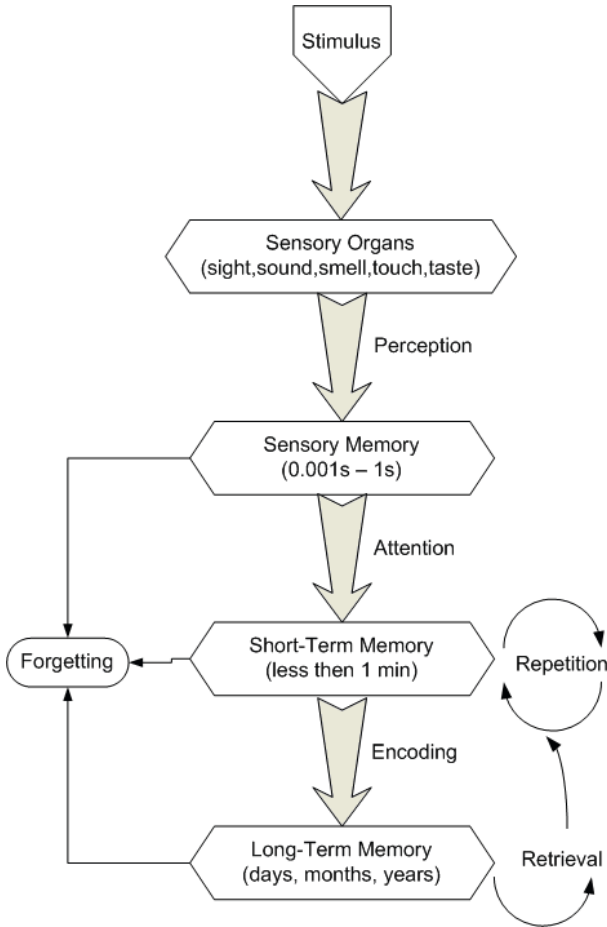 Stimulus
Sensory Organs
(sight,sound,smell,touch,taste)
Perception
Sensory Memory
(0.001s – 1s)
Attention
Forgetting
Short-Term Memory
(less then 1 min)
Repetition
Encoding
Long-Term Memory
(days, months, years)
Retrieval